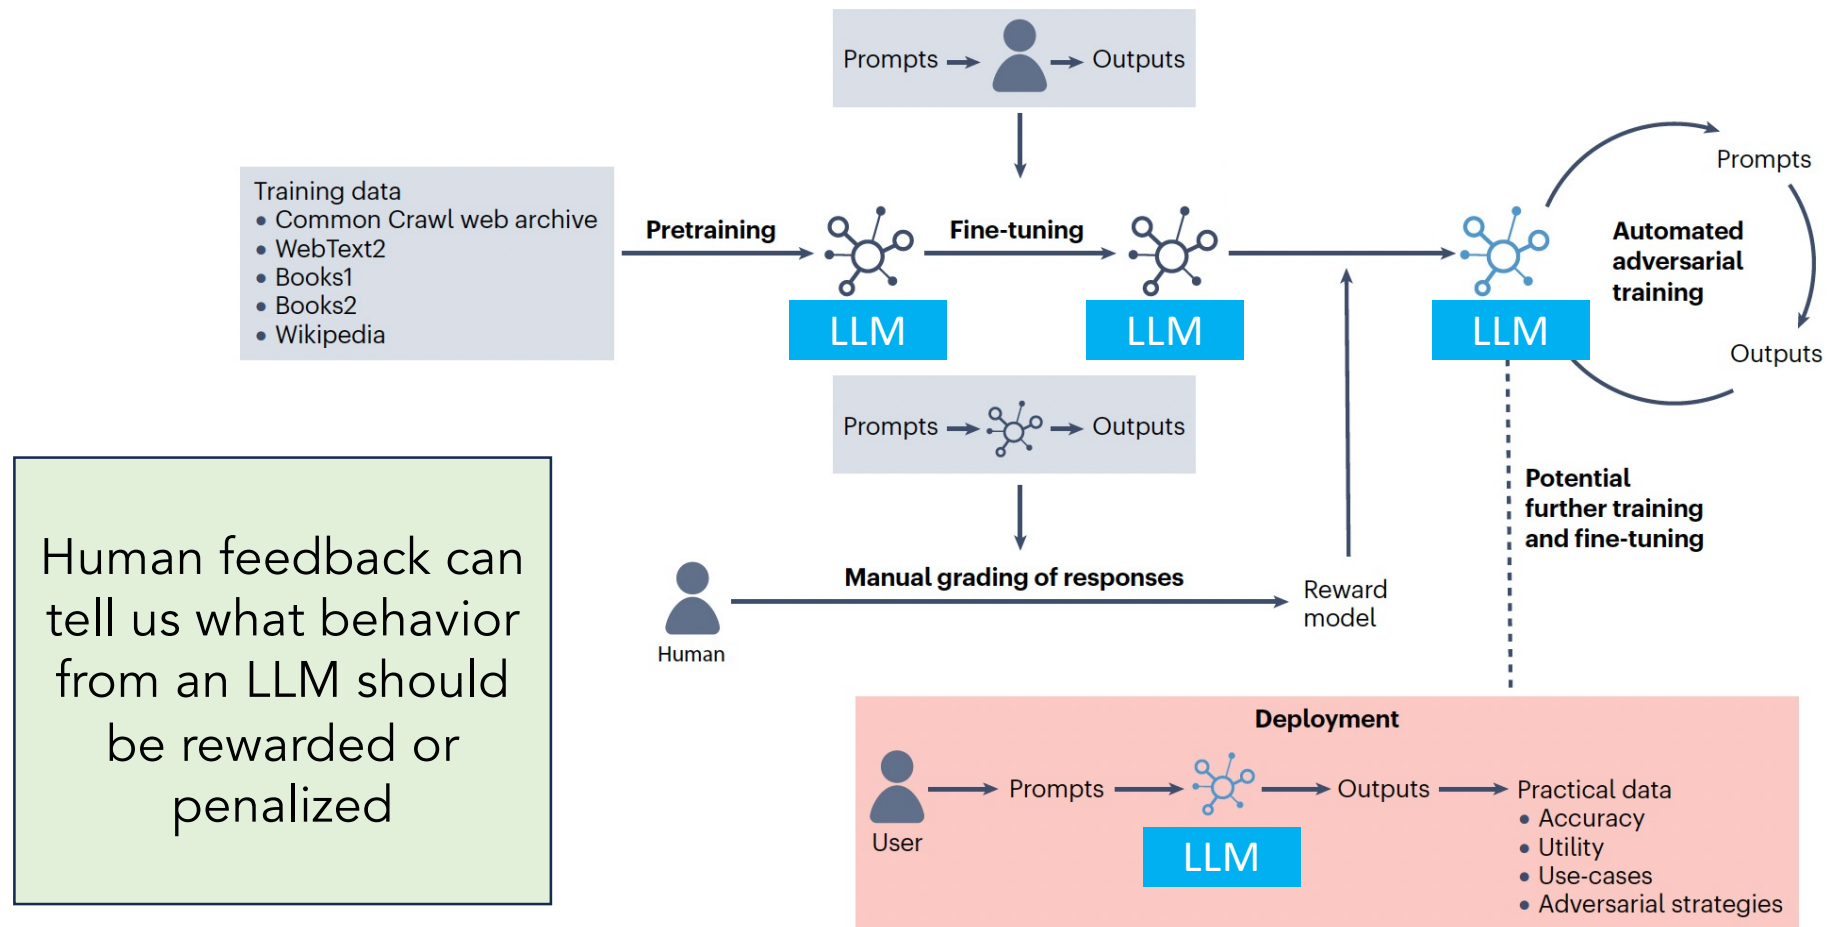 Prompts
Outputs
Training data
• Common Crawl web archive
• WebText2
• Books1
• Books2
• Wikipedia
Pretraining
LLM
Fine-tuning
LLM
LLM
Automated
adversarial
training
Prompts
Outputs
Prompts
Outputs
Manual grading of responses
Human
Reward
model
Potential
further training
and fine-tuning
Human feedback can
tell us what behavior
from an LLM should
be rewarded or
penalized
Deployment
User
Prompts
LLM
Outputs
Practical data
• Accuracy
• Utility
• Use-cases
• Adversarial strategies